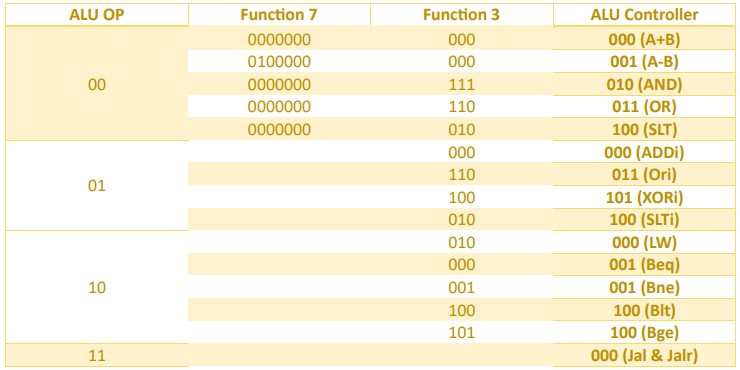 ALU OP Function 7 Function 3 ALU Controller
00 0000000 000 000 (A+B)
0100000 000 001 (A-B)
0000000 111 010 (AND)
0000000 110 011 (OR)
0000000 010 100 (SLT)
01 000 000 (ADDi)
110 011 (Ori)
100 101 (XORi)
010 100 (SLTi)
10 010 000 (LW)
000 001 (Beq)
001 001 (Bne)
100 100 (Blt)
101 100 (Bge)
11 000 (Jal & Jalr)